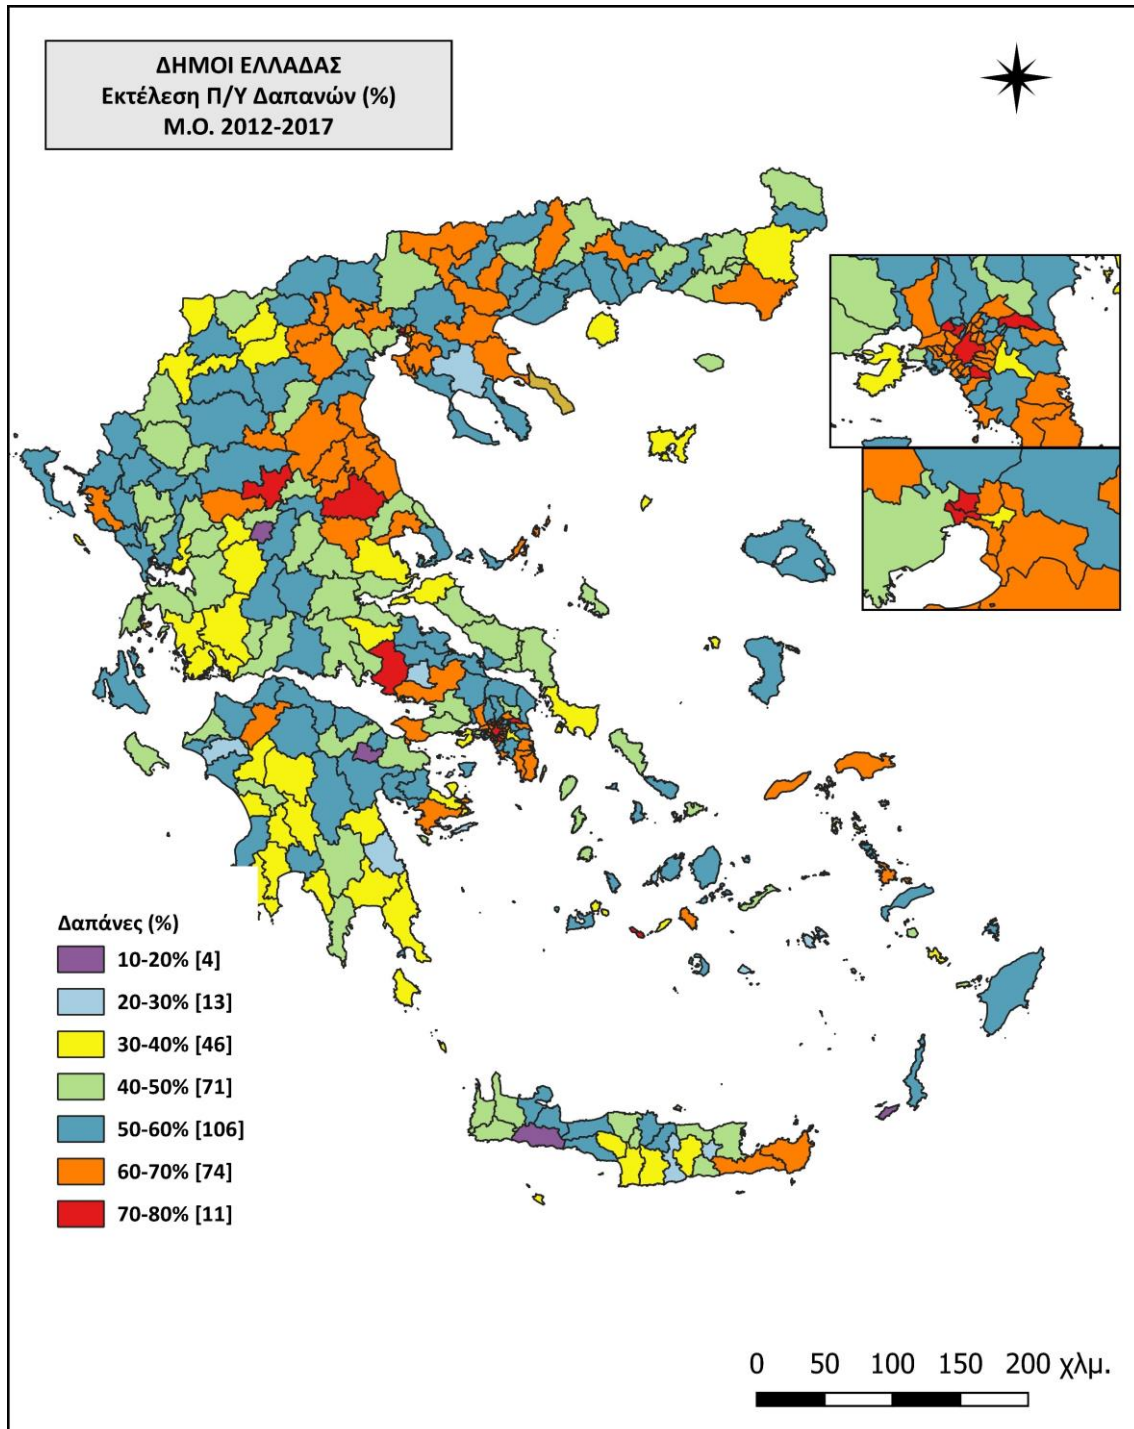 ΔΗΜΟΙ ΕΛΛΑΔΑΣ
Εκτέλεση Π/Υ Δαπανών (%)
Μ.Ο. 2012-2017
Δαπάνες (%)
10-20% [4]
20-30% [13]
30-40% [46]
40-50% [71]
50-60% [106]
60-70% [74]
70-80% [11]
0 50 100 150 200 χλμ.